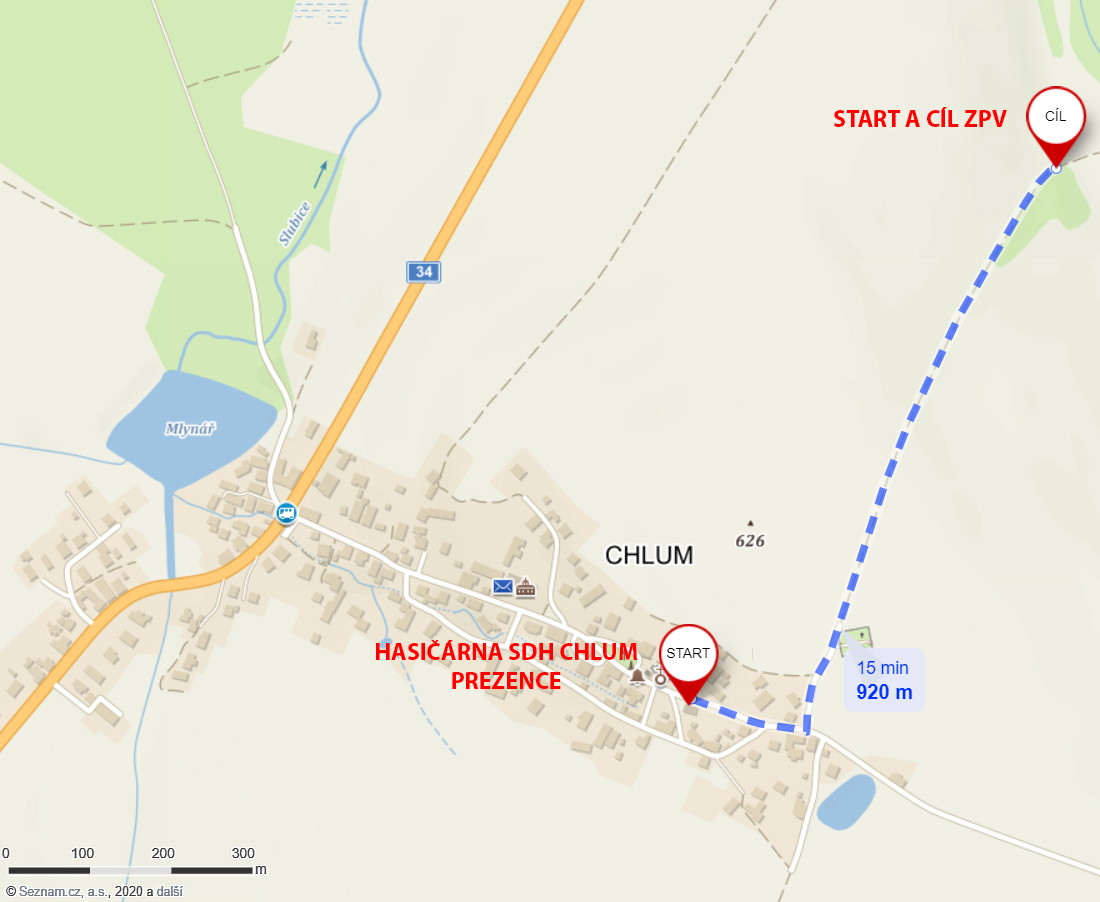 START A CÍL ZPV
CÍL
Slubice
34
Mlynář
CHLUM
626
HASIČÁRNA SDH CHLUM
PREZENCE
START
15 min
920 m
0 100 200 300
m
© Seznam.cz, a.s., 2020 a další